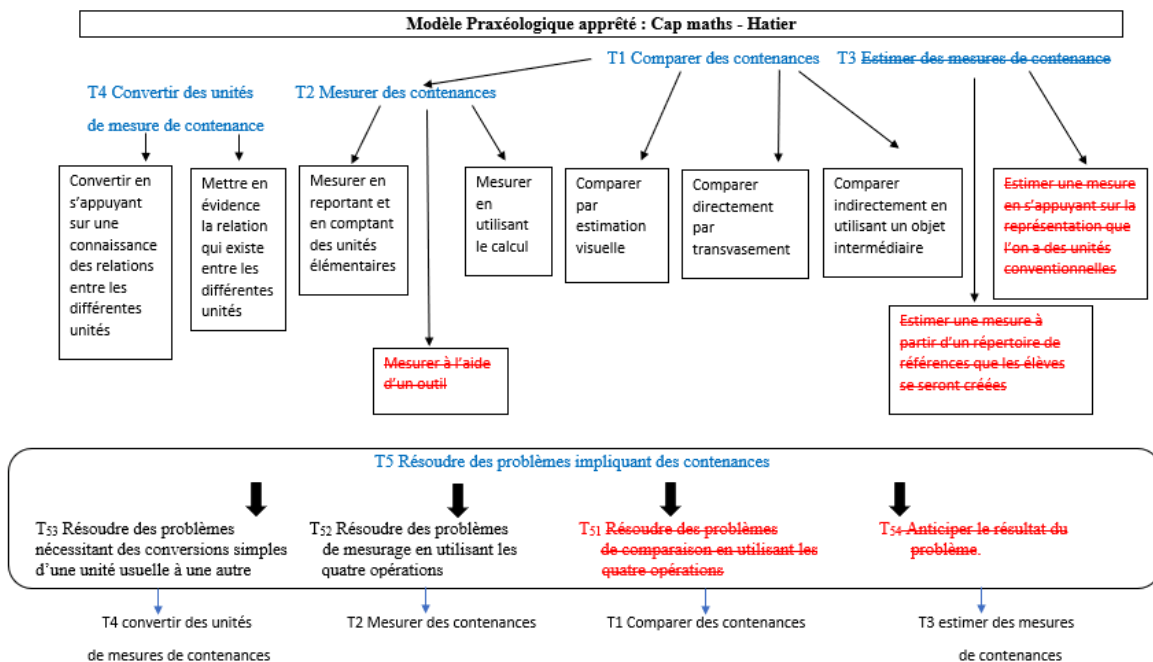 Modèle Praxéologique apprêté : Cap maths - Hatier
T1 Comparer des contenances
T3 Estimer des mesures de contenance
T4 Convertir des unités
de mesure de contenance
T2 Mesurer des contenances
Convertir en
s'appuyant
sur une
connaissance
des relations
entre les
différentes
unités
Mettre en
évidence
la relation
qui existe
entre les
différentes
unités
Mesurer en
reportant et
en comptant
des unités
élémentaires
Mesurer
en
utilisant
le calcul
Comparer
par
estimation
visuelle
Comparer
directement
par
transvasement
Comparer
indirectement en
utilisant un objet
intermédiaire
Estimer une mesure
en s'appuyant sur la
représentation que
l'on a des unités
conventionnelles
Mesurer à l'aide
d'un outil
Estimer une mesure à
partir d'un répertoire de
références que les élèves
se seront créées
T5 Résoudre des problèmes impliquant des contenances
T53 Résoudre des problèmes
nécessitant des conversions simples
d'une unité usuelle à une autre
T52 Résoudre des problèmes
de mesurage en utilisant les
quatre opérations
T51 Résoudre des problèmes
de comparaison en utilisant les
quatre opérations
T54 Anticiper le résultat du
problème.
T4 convertir des unités
de mesures de contenances
T2 Mesurer des contenances
T1 Comparer des contenances
T3 estimer des mesures
de contenances